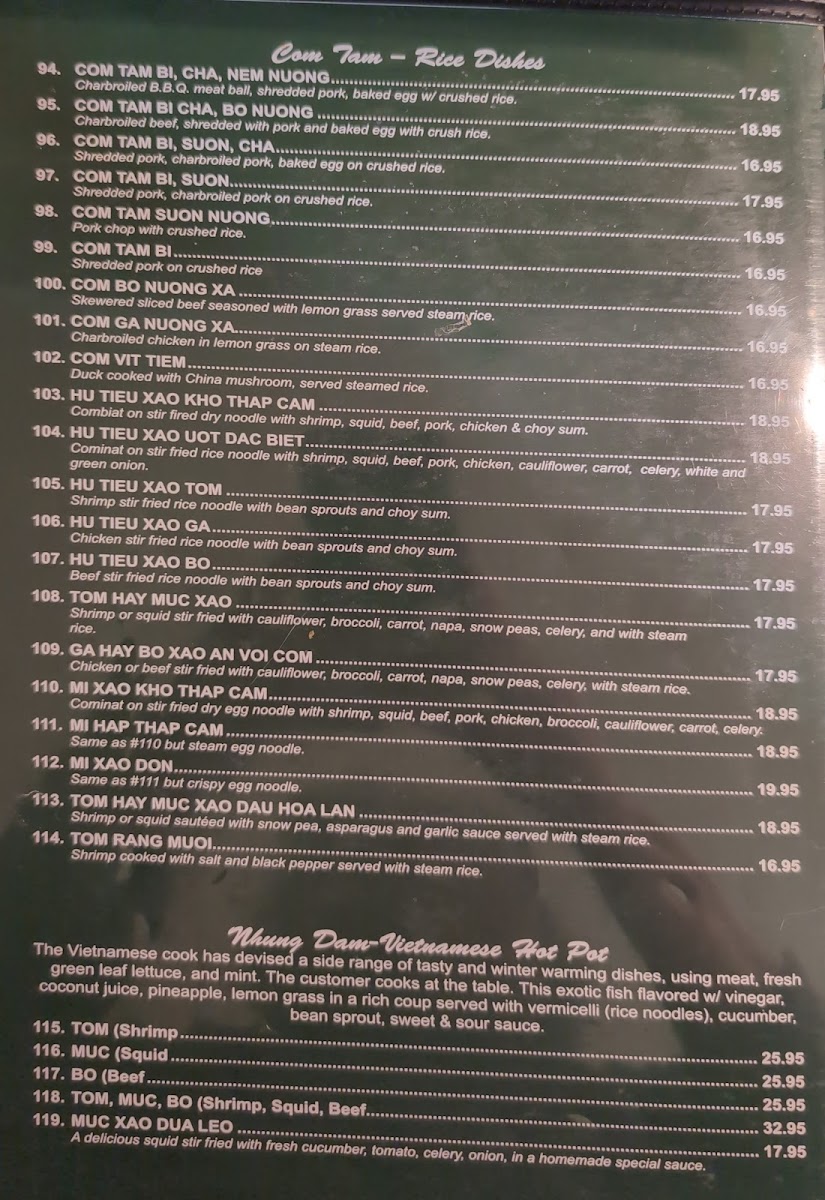 Com Tam – Rice Dishes
94. COM TAM BI, CHA, NEM NUONG 17.95
Charbroiled B.B.Q. meat ball, shredded pork, baked egg w/ crushed rice.
95. COM TAM BI CHA, BO NUONG 18.95
Charbroiled beef, shredded with pork and baked egg with crush rice.
96. COM TAM BI, SUON, CHA 16.95
Shredded pork, charbroiled pork, baked egg on crushed rice.
97. COM TAM BI, SUON 17.95
Shredded pork, charbroiled pork on crushed rice.
98. COM TAM SUON NUONG 16.95
Pork chop with crushed rice.
99. COM TAM BI 16.95
Shredded pork on crushed rice
100. COM BO NUONG XA 16.95
Skewered sliced beef seasoned with lemon grass served steam rice.
101. COM GA NUONG XA 16.95
Charbroiled chicken in lemon grass on steam rice.
102. COM VIT TIEM 16.95
Duck cooked with China mushroom, served steamed rice.
103. HU TIEU XAO KHO THAP CAM 18.95
Combiat on stir fired dry noodle with shrimp, squid, beef, pork, chicken & choy sum.
104. HU TIEU XAO UOT DAC BIET 18.95
Cominat on stir fried rice noodle with shrimp, squid, beef, pork, chicken, cauliflower, carrot, celery, white and
green onion.
105. HU TIEU XAO TOM 17.95
Shrimp stir fried rice noodle with bean sprouts and choy sum.
106. HU TIEU XAO GA 17.95
Chicken stir fried rice noodle with bean sprouts and choy sum.
107. HU TIEU XAO BO 17.95
Beef stir fried rice noodle with bean sprouts and choy sum.
108. TOM HAY MUC XAO 17.95
Shrimp or squid stir fried with cauliflower, broccoli, carrot, napa, snow peas, celery, and with steam
rice.
109. GA HAY BO XAO AN VOI COM 17.95
Chicken or beef stir fried with cauliflower, broccoli, carrot, napa, snow peas, celery, with steam rice.
110. MI XAO KHO THAP CAM 18.95
Cominat on stir fried dry egg noodle with shrimp, squid, beef, pork, chicken, broccoli, cauliflower, carrot, celery.
111. MI HAP THAP CAM 18.95
Same as #110 but steam egg noodle.
112. MI XAO DON 19.95
Same as #111 but crispy egg noodle.
113. TOM HAY MUC XAO DAU HOA LAN 18.95
Shrimp or squid sautéed with snow pea, asparagus and garlic sauce served with steam rice.
114. TOM RANG MUOI 16.95
Shrimp cooked with salt and black pepper served with steam rice.
Nhung Dam-Vietnamese Hot Pot
The Vietnamese cook has devised a side range of tasty and winter warming dishes, using meat, fresh
green leaf lettuce, and mint. The customer cooks at the table. This exotic fish flavored w/ vinegar,
coconut juice, pineapple, lemon grass in a rich coup served with vermicelli (rice noodles), cucumber,
bean sprout, sweet & sour sauce.
115. TOM (Shrimp 25.95
116. MUC (Squid 25.95
117. BO (Beef 25.95
118. TOM, MUC, BO (Shrimp, Squid, Beef 32.95
119. MUC XAO DUA LEO 17.95
A delicious squid stir fried with fresh cucumber, tomato, celery, onion, in a homemade special sauce.